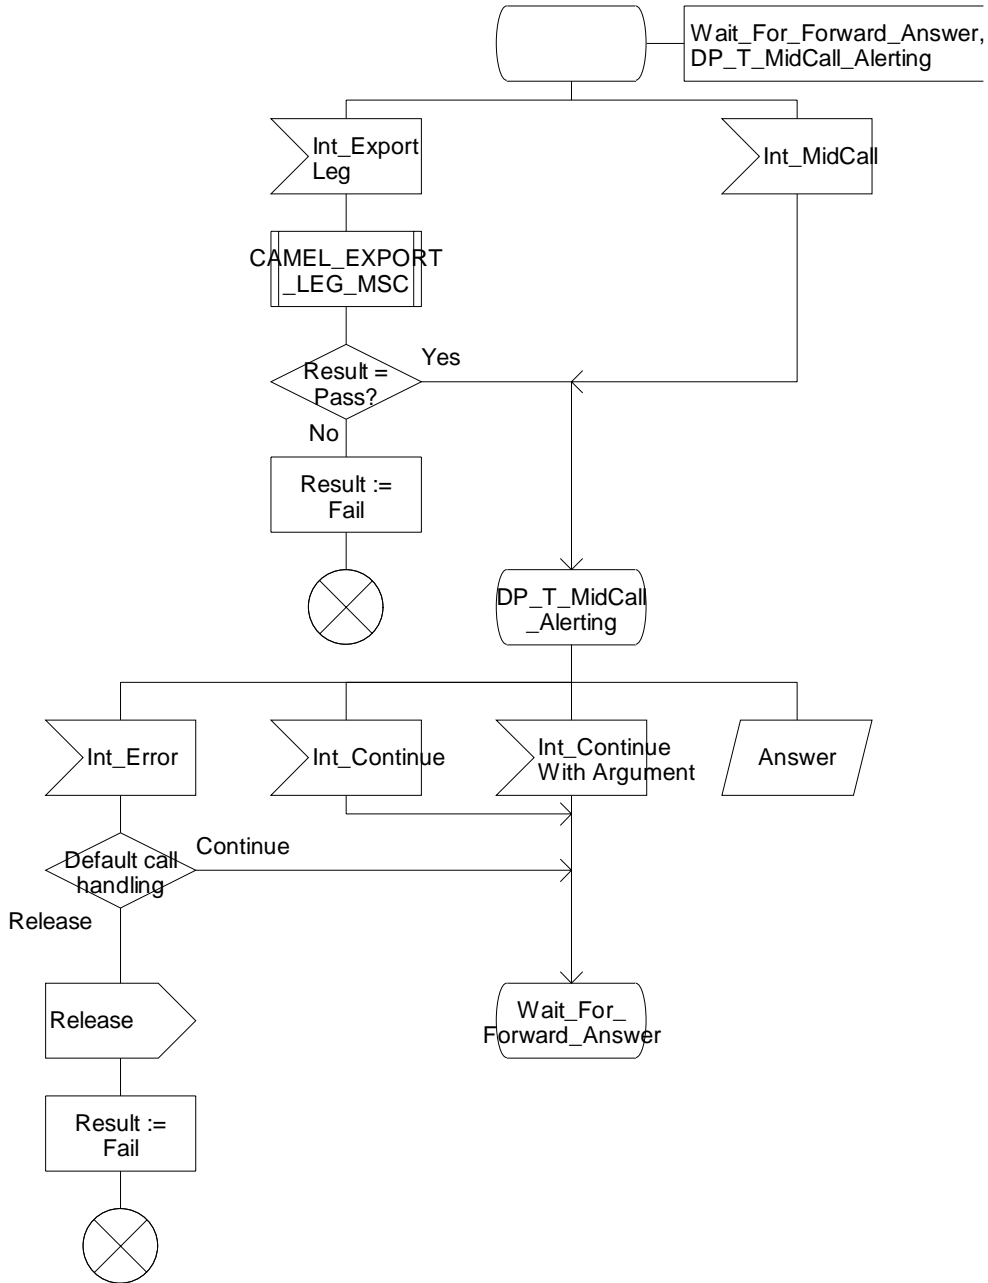 Wait_For_Forward_Answer,
DP_T_MidCall_Alerting
Int_Export
Leg
Int_MidCall
CAMEL_EXPORT
_LEG_MSC
Result =
Pass?
Yes
No
Result :=
Fail
DP_T_MidCall
_Alerting
Int_Error
Int_Continue
Int_Continue
With Argument
Answer
Default call
handling
Continue
Release
Release
Wait_For_
Forward_Answer
Result :=
Fail